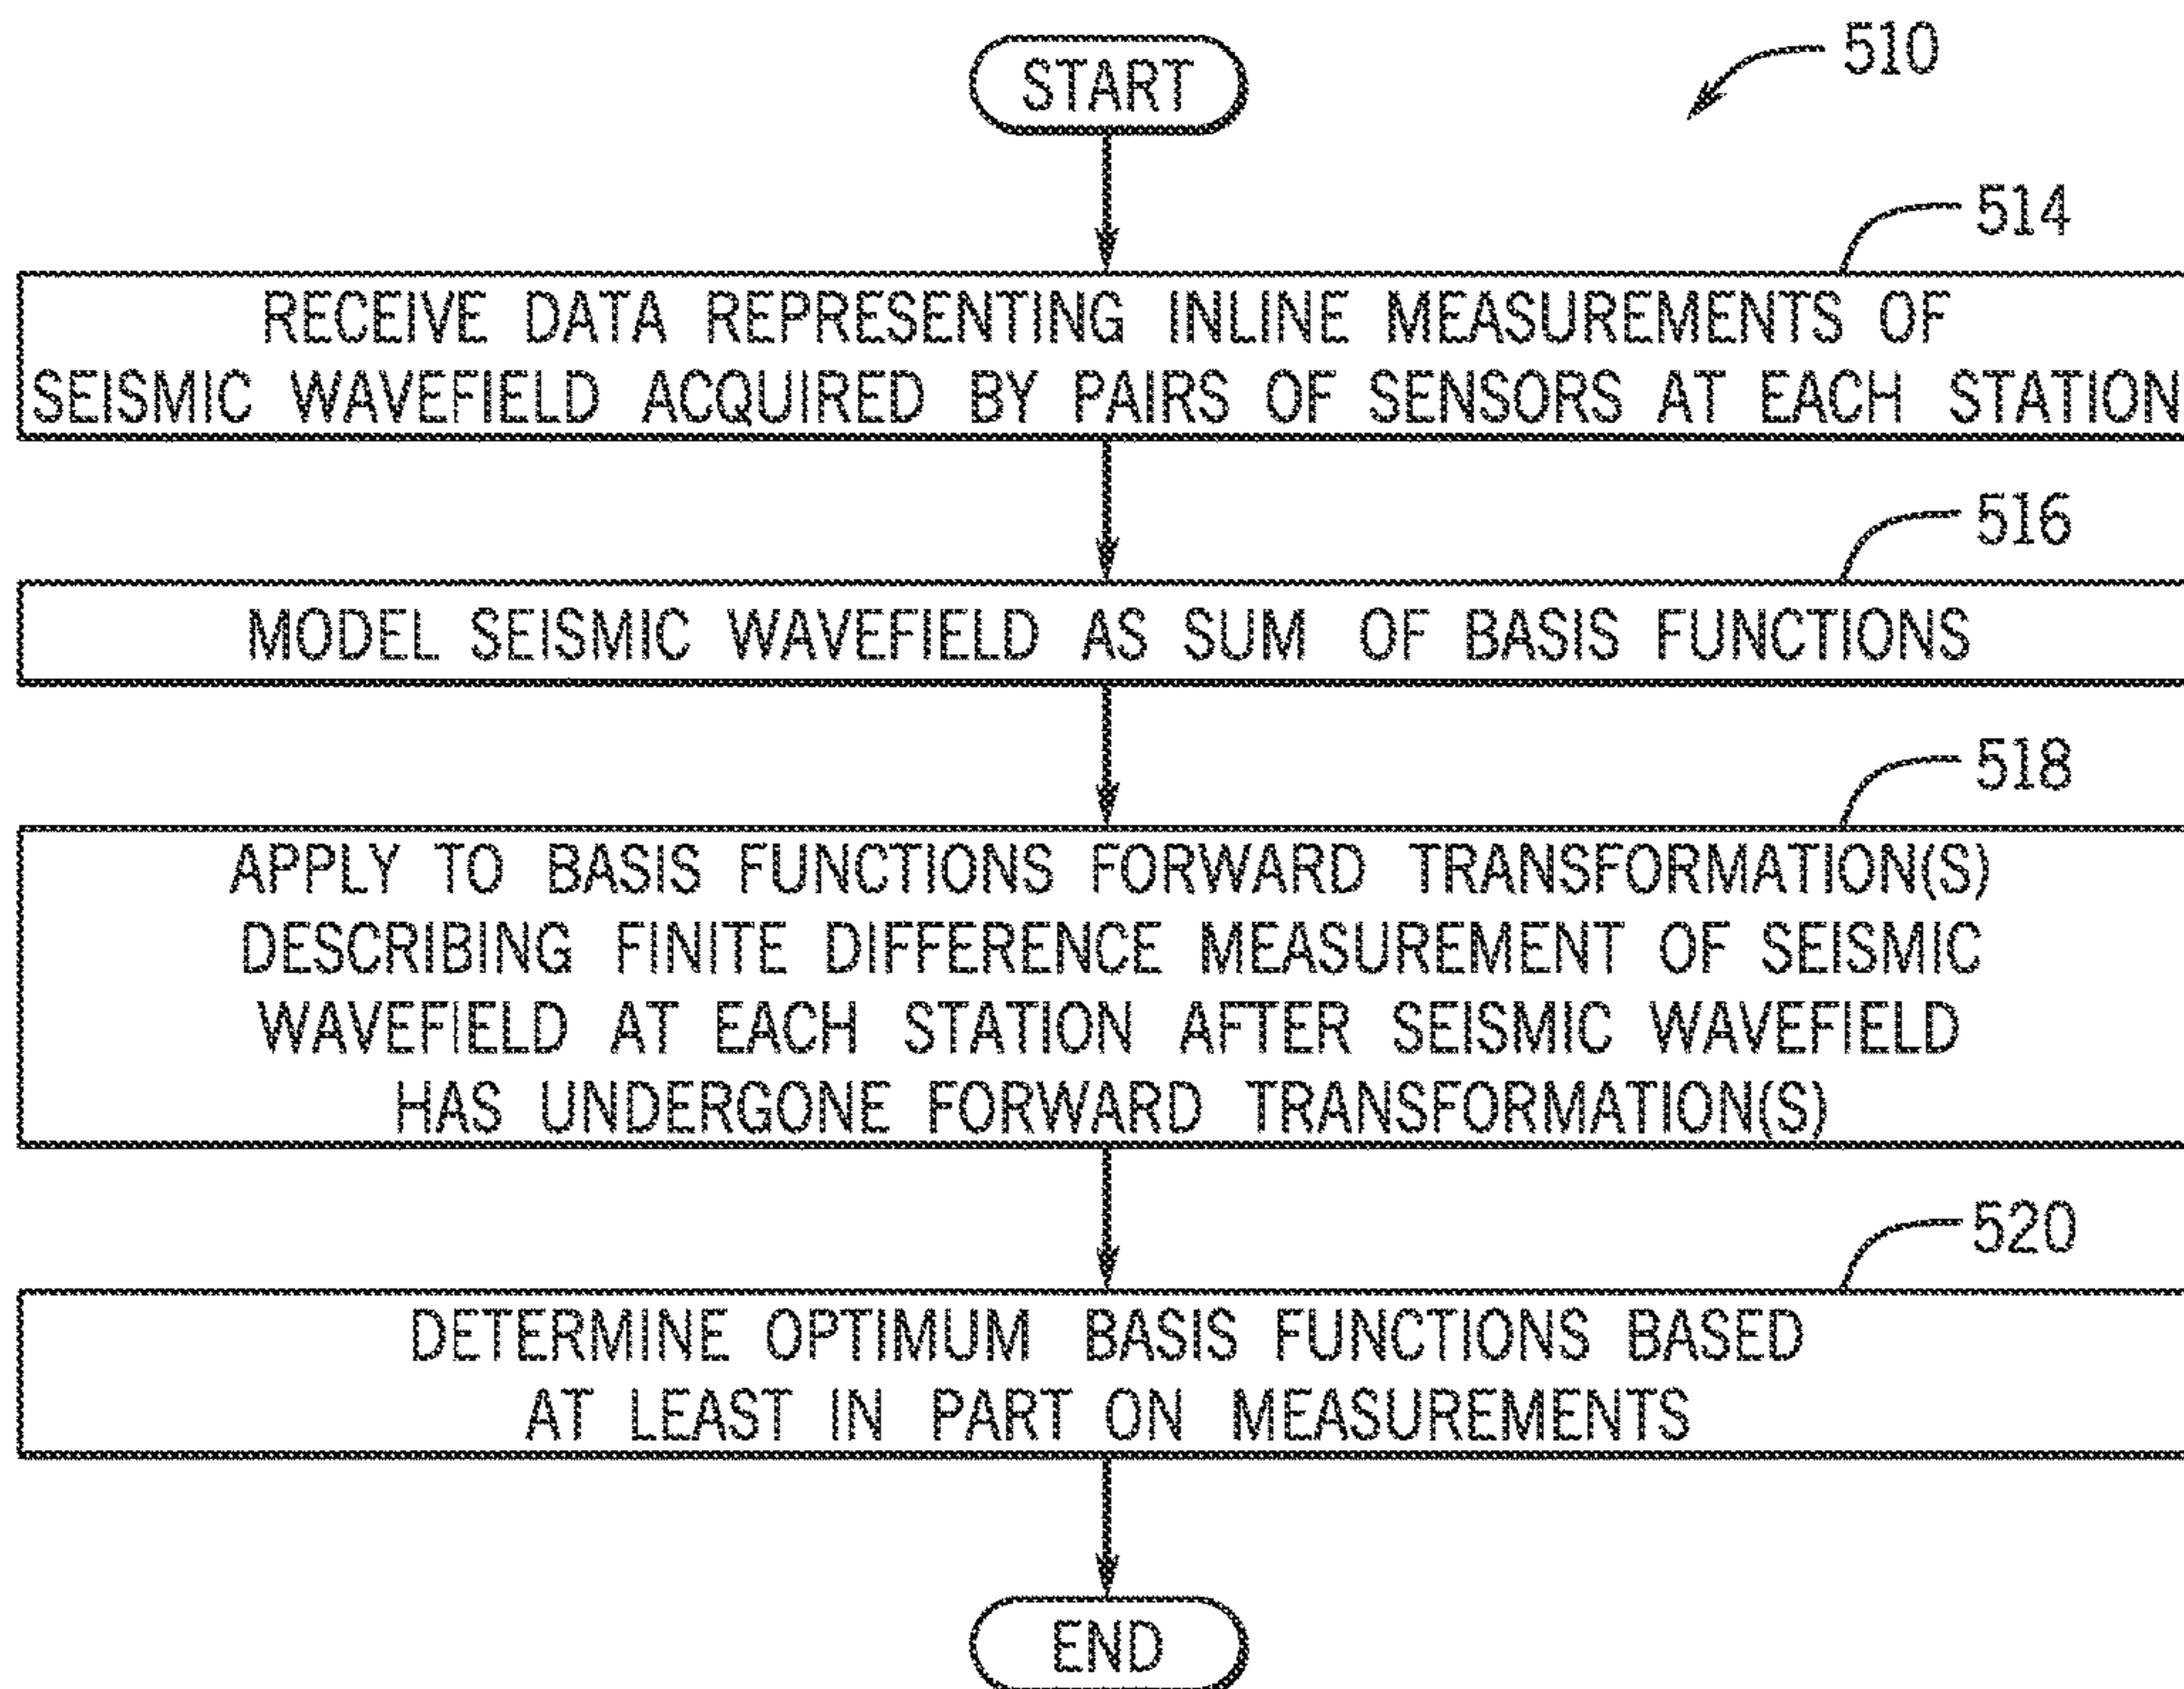 START
510
514
RECEIVE DATA REPRESENTING INLINE MEASUREMENTS OF
SEISMIC WAVEFIELD ACQUIRED BY PAIRS OF SENSORS AT EACH STATION
516
MODEL SEISMIC WAVEFIELD AS SUM OF BASIS FUNCTIONS
518
APPLY TO BASIS FUNCTIONS FORWARD TRANSFORMATION(S)
DESCRIBING FINITE DIFFERENCE MEASUREMENT OF SEISMIC
WAVEFIELD AT EACH STATION AFTER SEISMIC WAVEFIELD
HAS UNDERGONE FORWARD TRANSFORMATION(S)
520
DETERMINE OPTIMUM BASIS FUNCTIONS BASED
AT LEAST IN PART ON MEASUREMENTS
END